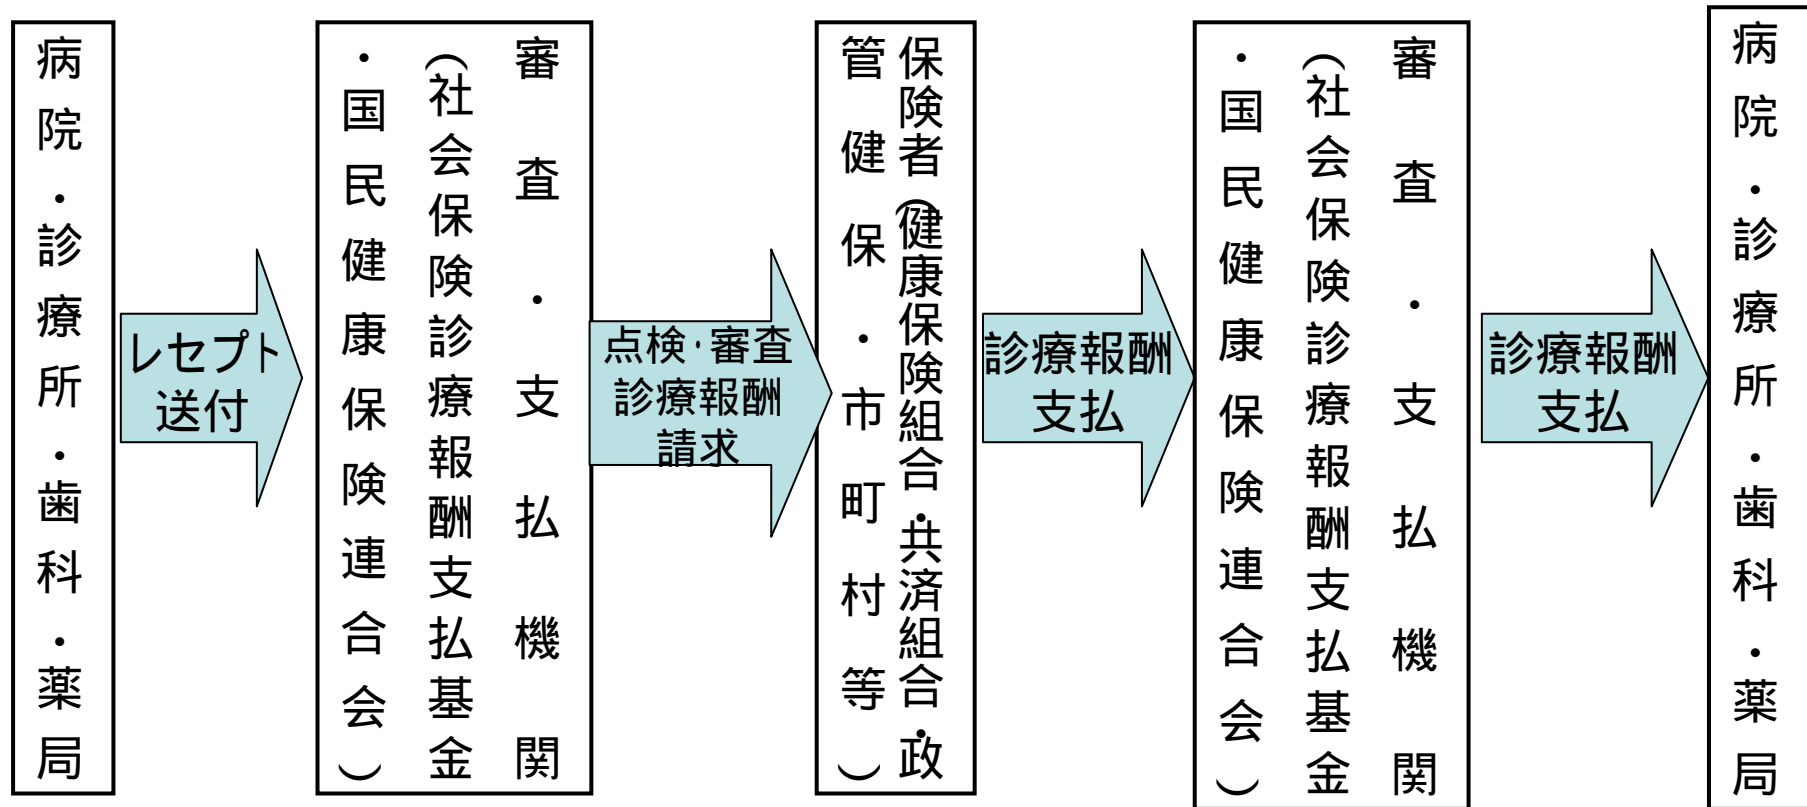 病院・診療所・歯科・薬局
レセプト
送付
審査・支払機関
（社会保険診療報酬支払基金
・国民健康保険連合会）
点検・審査
診療報酬
請求
保険者（健康保険組合・共済組合・政
管健保・市町村等）
診療報酬
支払
審査・支払機関
（社会保険診療報酬支払基金
・国民健康保険連合会）
診療報酬
支払
病院・診療所・歯科・薬局